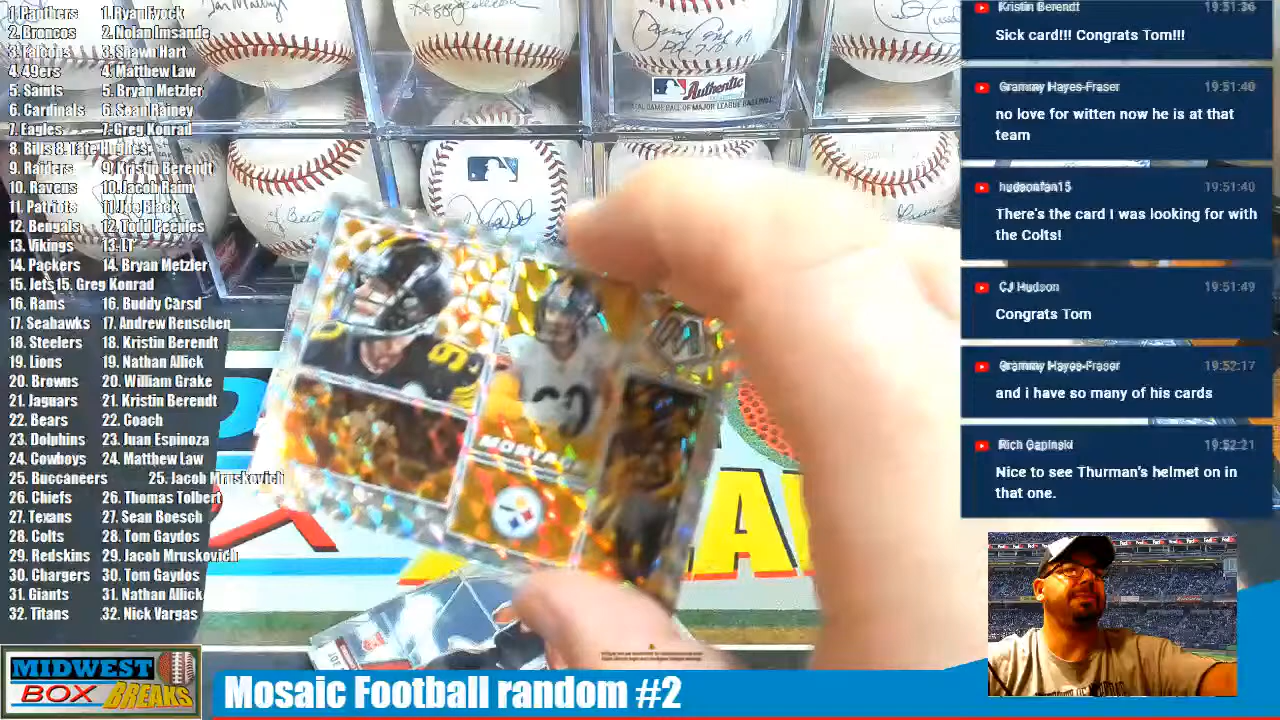 1. Panthers 1. Ryan Ryock
2. Broncos 2. Nolan Imsande
3. Falcons 3. Shawn Hart
4. 49ers 4. Matthew Law
5. Saints 5. Bryan Metzler
6. Cardinals 6. Sean Rainey
7. Eagles 7. Greg Konrad
8. Bills 8. Tate Hughes
9. Raiders 9. Kristin Berendt
10. Ravens 10. Jacob Raim
11. Patriots 11. Joe Black
12. Bengals 12. Todd Peeples
13. Vikings 13. LT
14. Packers 14. Bryan Metzler
15. Jets 15. Greg Konrad
16. Rams 16. Buddy Carsd
17. Seahawks 17. Andrew Renschen
18. Steelers 18. Kristin Berendt
19. Lions 19. Nathan Allick
20. Browns 20. William Grake
21. Jaguars 21. Kristin Berendt
22. Bears 22. Coach
23. Dolphins 23. Juan Espinoza
24. Cowboys 24. Matthew Law
25. Buccaneers 25. Jacob Mruskovich
26. Chiefs 26. Thomas Tolbert
27. Texans 27. Sean Boesch
28. Colts 28. Tom Gaydos
29. Redskins 29. Jacob Mruskovich
30. Chargers 30. Tom Gaydos
31. Giants 31. Nathan Allick
32. Titans 32. Nick Vargas
Authentic
MONTA
Steelers
Kristin Berendt 19:51:36
Sick card!!! Congrats Tom!!!
Grammy Hayes-Fraser 19:51:40
no love for witten now he is at that
team
hudsonfan15 19:51:40
There's the card I was looking for with
the Colts!
CJ Hudson 19:51:49
Congrats Tom
Grammy Hayes-Fraser 19:52:17
and i have so many of his cards
Rich Gapinski 19:52:21
Nice to see Thurman's helmet on in
that one.
MIDWEST
BOX BREAKS
Mosaic Football random #2